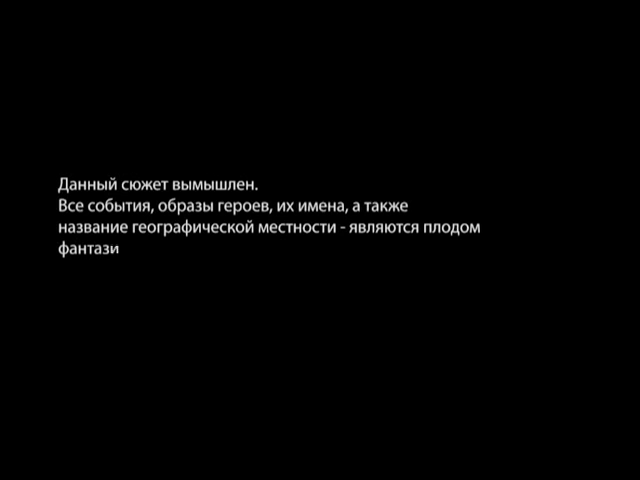 Данный сюжет вымышлен.
Все события, образы героев, их имена, а также
название географической местности - являются плодом
фантази